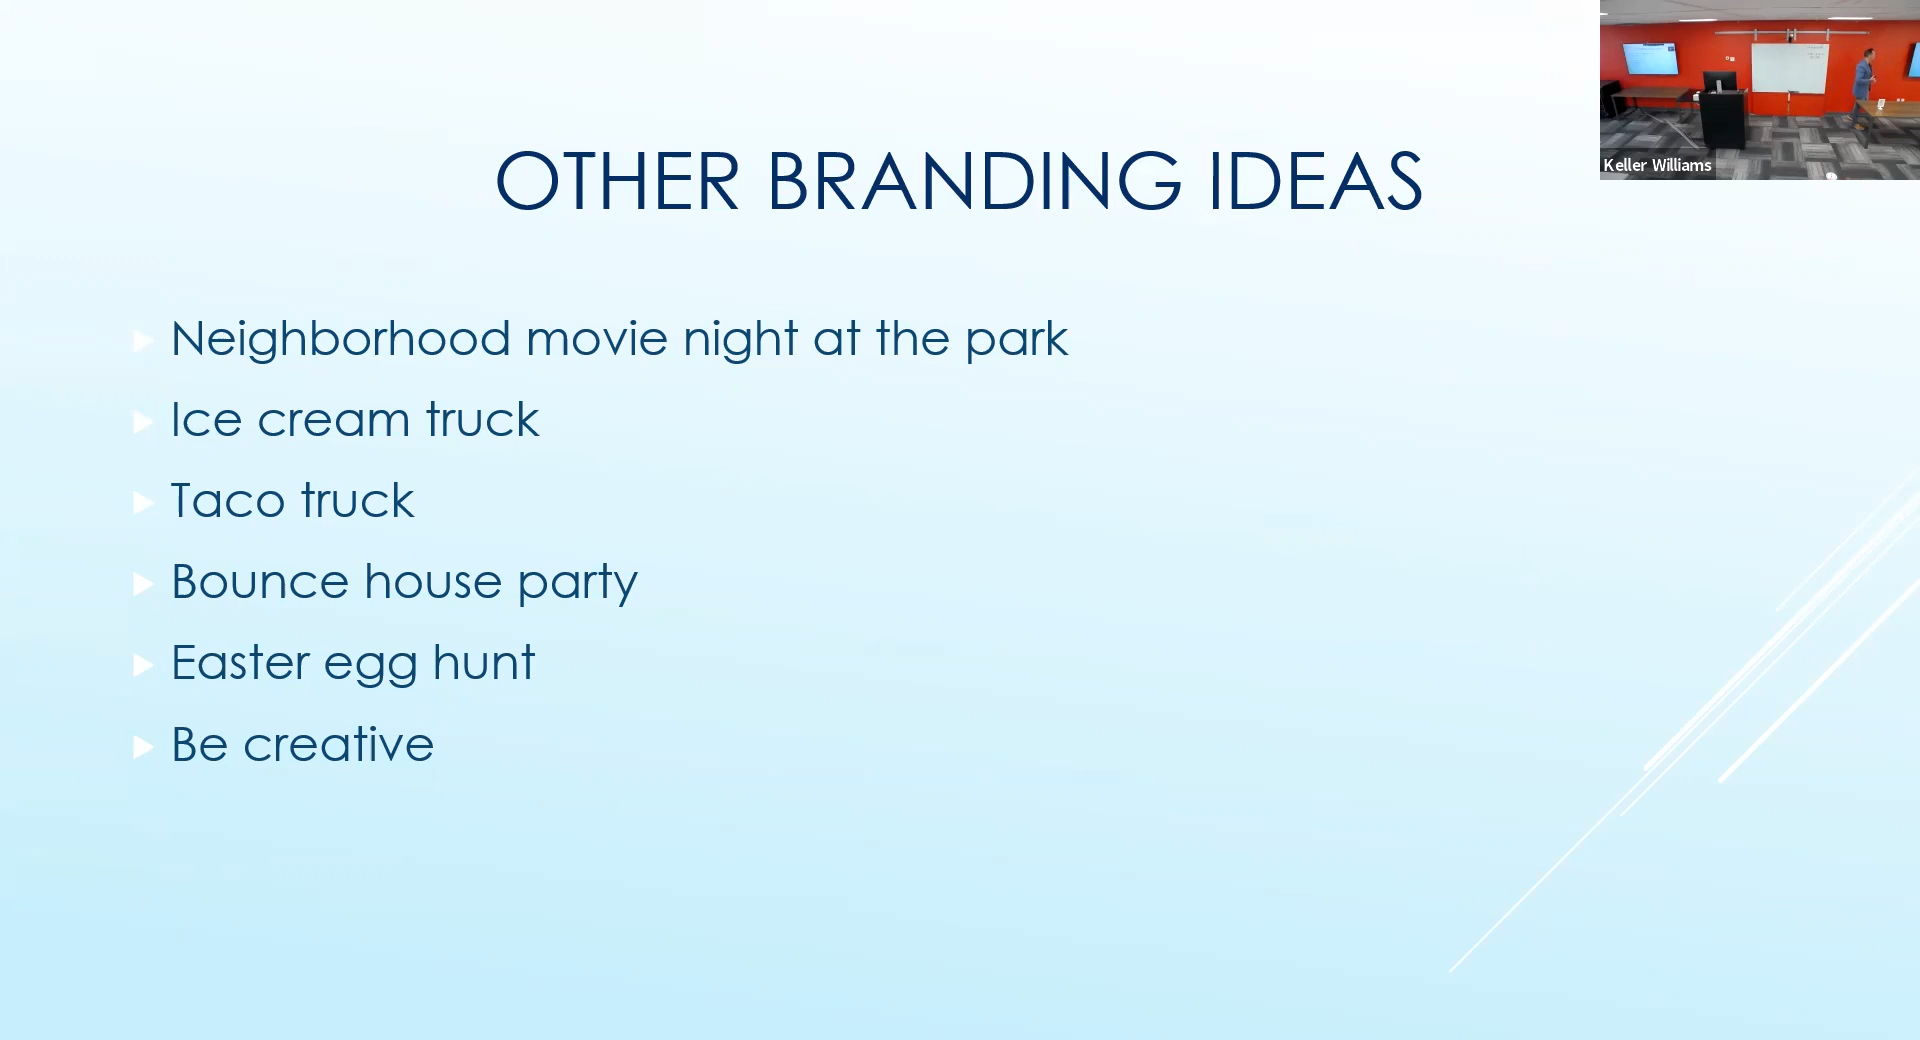 OTHER BRANDING IDEAS
Neighborhood movie night at the park
Ice cream truck
Taco truck
Bounce house party
Easter egg hunt
Be creative
Keller Williams